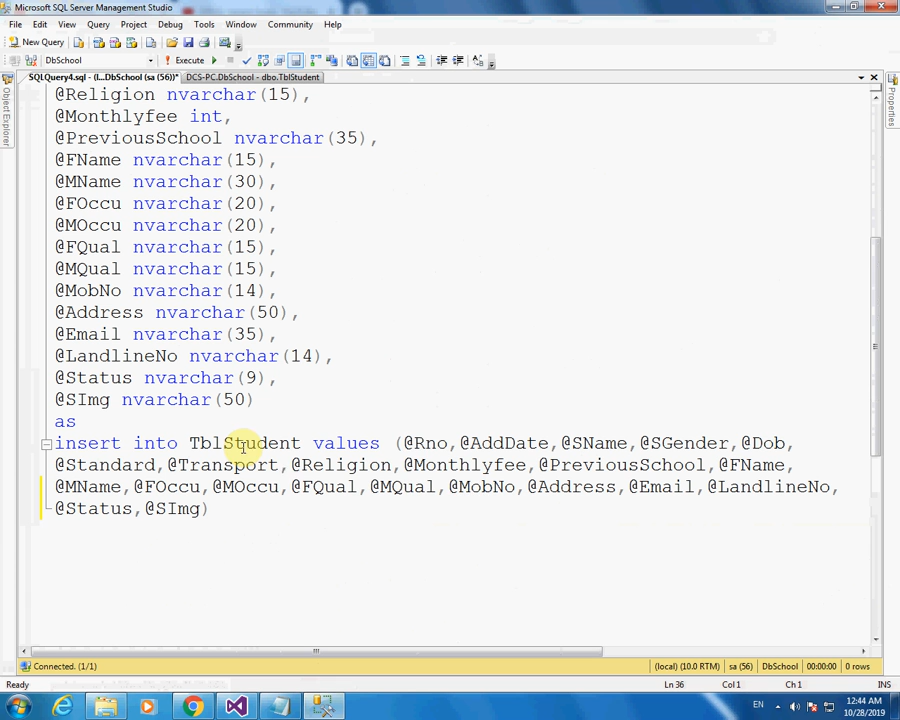 Microsoft SQL Server Management Studio
File Edit View Query Project Debug Tools Window Community Help
New Query
DbSchool Execute
SQLQuery4.sql - (l...DbSchool (sa (56))* DCS-PC.DbSchool - dbo.TblStudent
Object Explorer
Properties
@Religion nvarchar(15),
@Monthlyfee int,
@PreviousSchool nvarchar(35),
@FName nvarchar(15),
@MName nvarchar(30),
@FOccu nvarchar(20),
@MOccu nvarchar(20),
@FQual nvarchar(15),
@MQual nvarchar(15),
@MobNo nvarchar(14),
@Address nvarchar(50),
@Email nvarchar(35),
@LandlineNo nvarchar(14),
@Status nvarchar(9),
@SImg nvarchar(50)
as
insert into TblStudent values (@Rno,@AddDate,@SName,@SGender,@Dob,
@Standard,@Transport,@Religion,@Monthlyfee,@PreviousSchool,@FName,
@MName,@FOccu,@MOccu,@FQual,@MQual,@MobNo,@Address,@Email,@LandlineNo,
@Status,@SImg)
Connected. (1/1) (local) (10.0 RTM) sa (56) DbSchool 00:00:00 0 rows
Ready Ln 36 Col 1 Ch 1 INS
EN 12:44 AM
10/28/2019